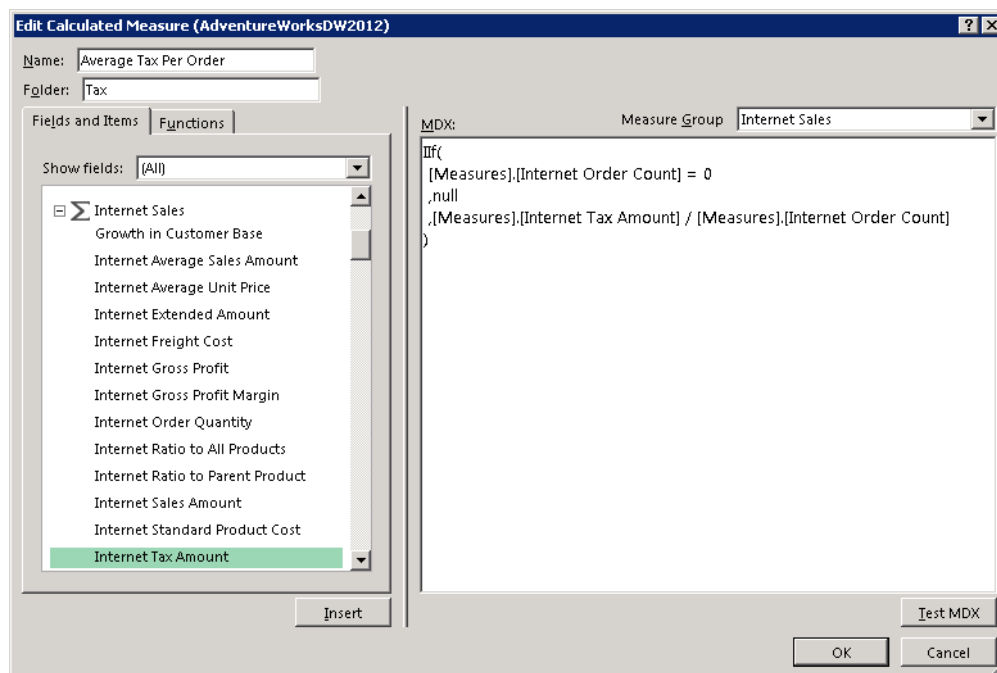 Edit Calculated Measure (AdventureWorksDW2012)
Name: Average Tax Per Order
Folder: Tax
Fields and Items
Functions
Show fields: (All)
Internet Sales
Growth in Customer Base
Internet Average Sales Amount
Internet Average Unit Price
Internet Extended Amount
Internet Freight Cost
Internet Gross Profit
Internet Gross Profit Margin
Internet Order Quantity
Internet Ratio to All Products
Internet Ratio to Parent Product
Internet Sales Amount
Internet Standard Product Cost
Internet Tax Amount
Insert
MDX:
Measure Group Internet Sales
IIf(
[Measures].[Internet Order Count] = 0
,null
,[Measures].[Internet Tax Amount] / [Measures].[Internet Order Count]
)
Test MDX
OK
Cancel